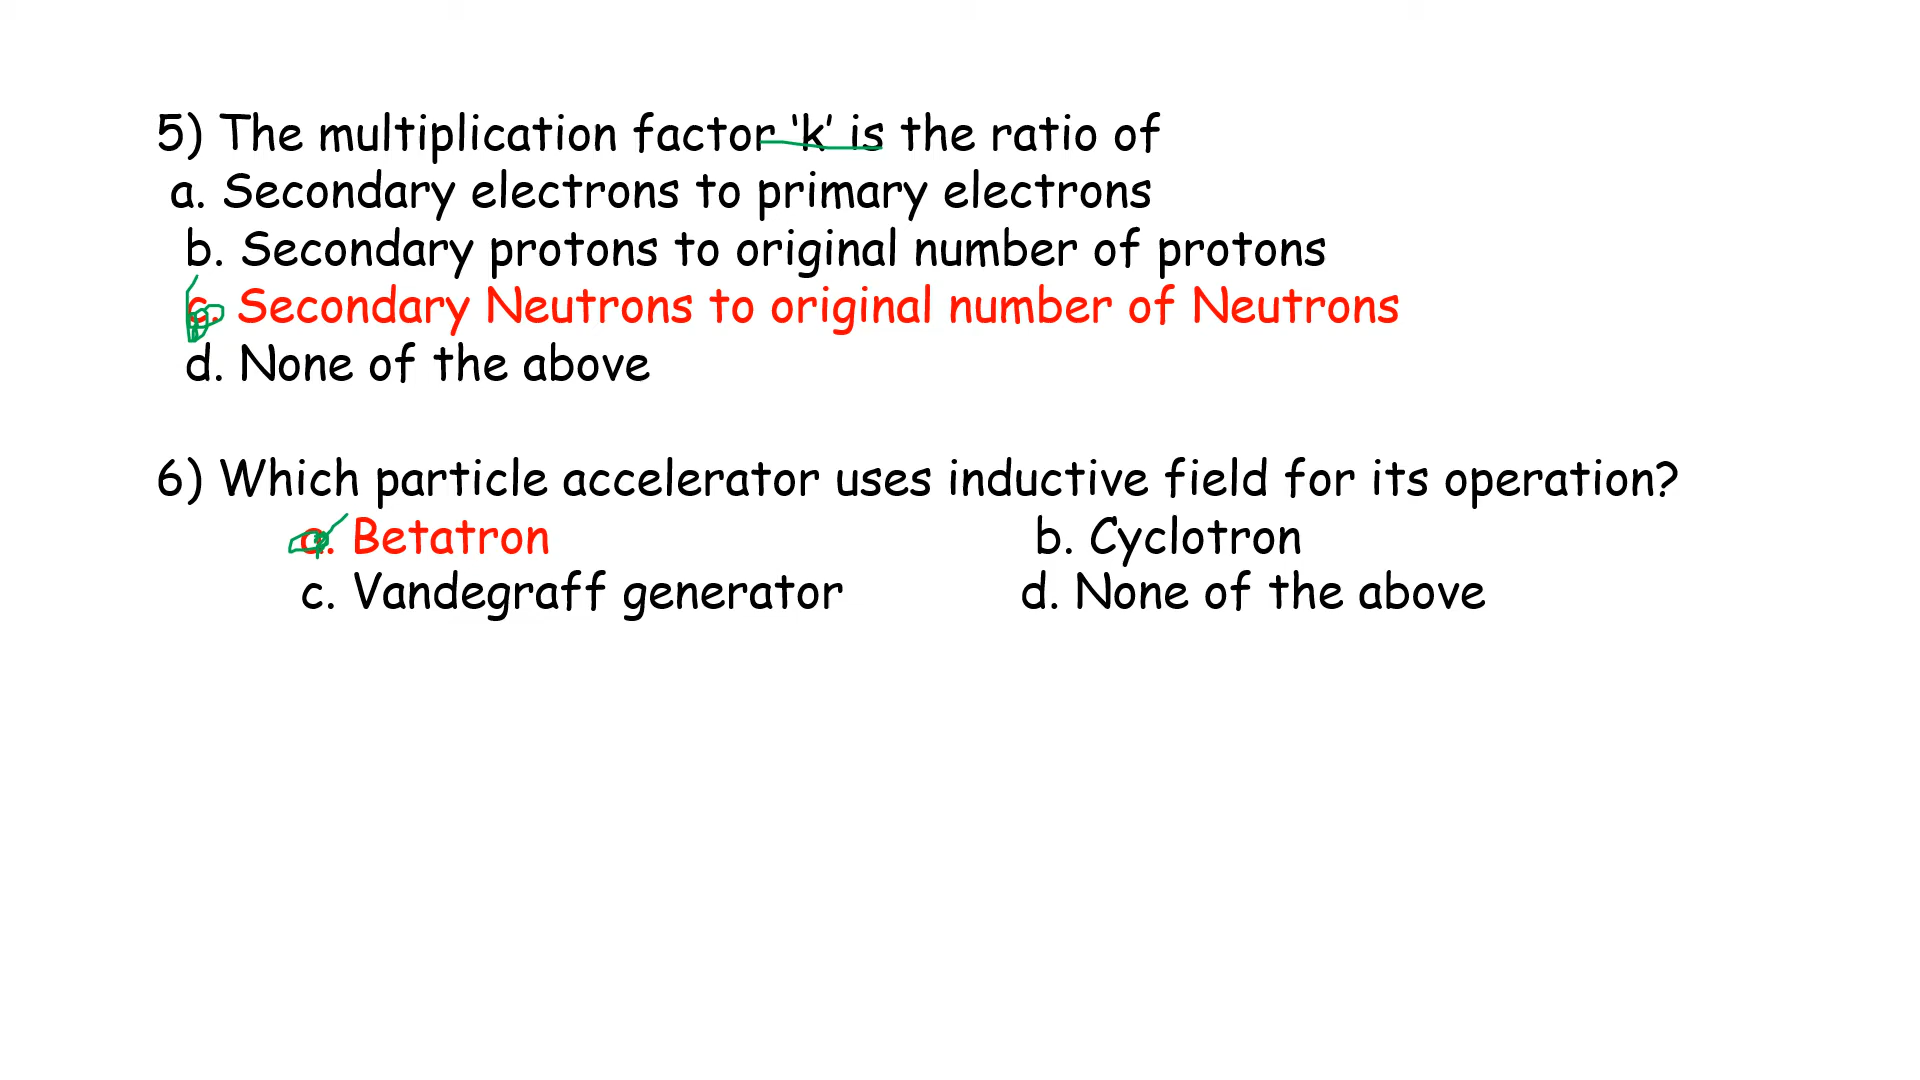 5) The multiplication factor 'k' is the ratio of
a. Secondary electrons to primary electrons
b. Secondary protons to original number of protons
c. Secondary Neutrons to original number of Neutrons
d. None of the above
6) Which particle accelerator uses inductive field for its operation?
a. Betatron b. Cyclotron
c. Vandegraff generator d. None of the above